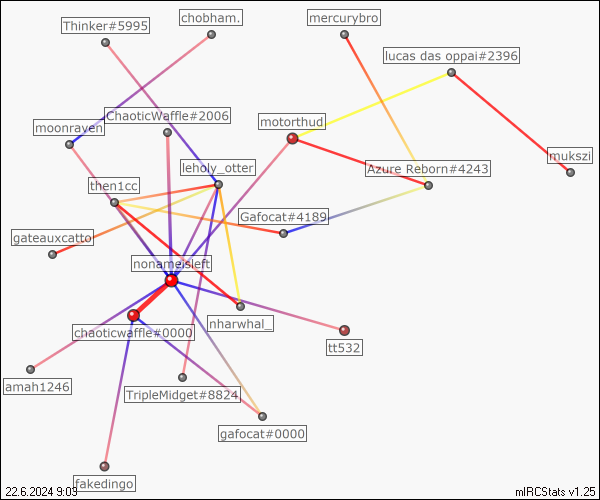 chobham.
mercurybro
Thinker#5995
lucas das oppai#2396
ChaoticWaffle#2006
motorthud
moonrayen
mukszi
leholy_otter
Azure Reborn#4243
then1cc
Gafocat#4189
gateauxcatto
nonameisleft
nharwhal_
chaoticwaffle#0000
tt532
amah1246
TripleMidget#8824
gafocat#0000
fakedingo
22.6.2024 9:03
mIRCStats v1.25